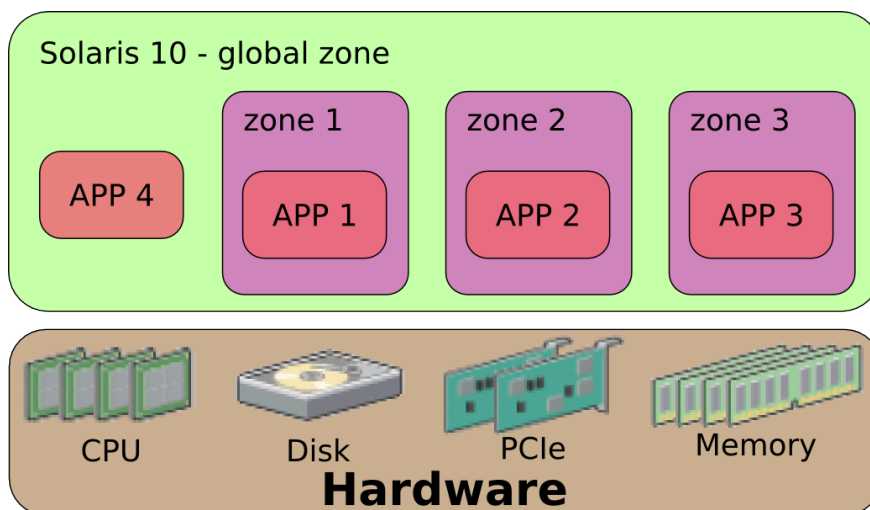 Solaris 10 - global zone
zone 1
zone 2
zone 3
APP 4
APP 1
APP 2
APP 3
CPU
Disk
PCIe
Memory
Hardware